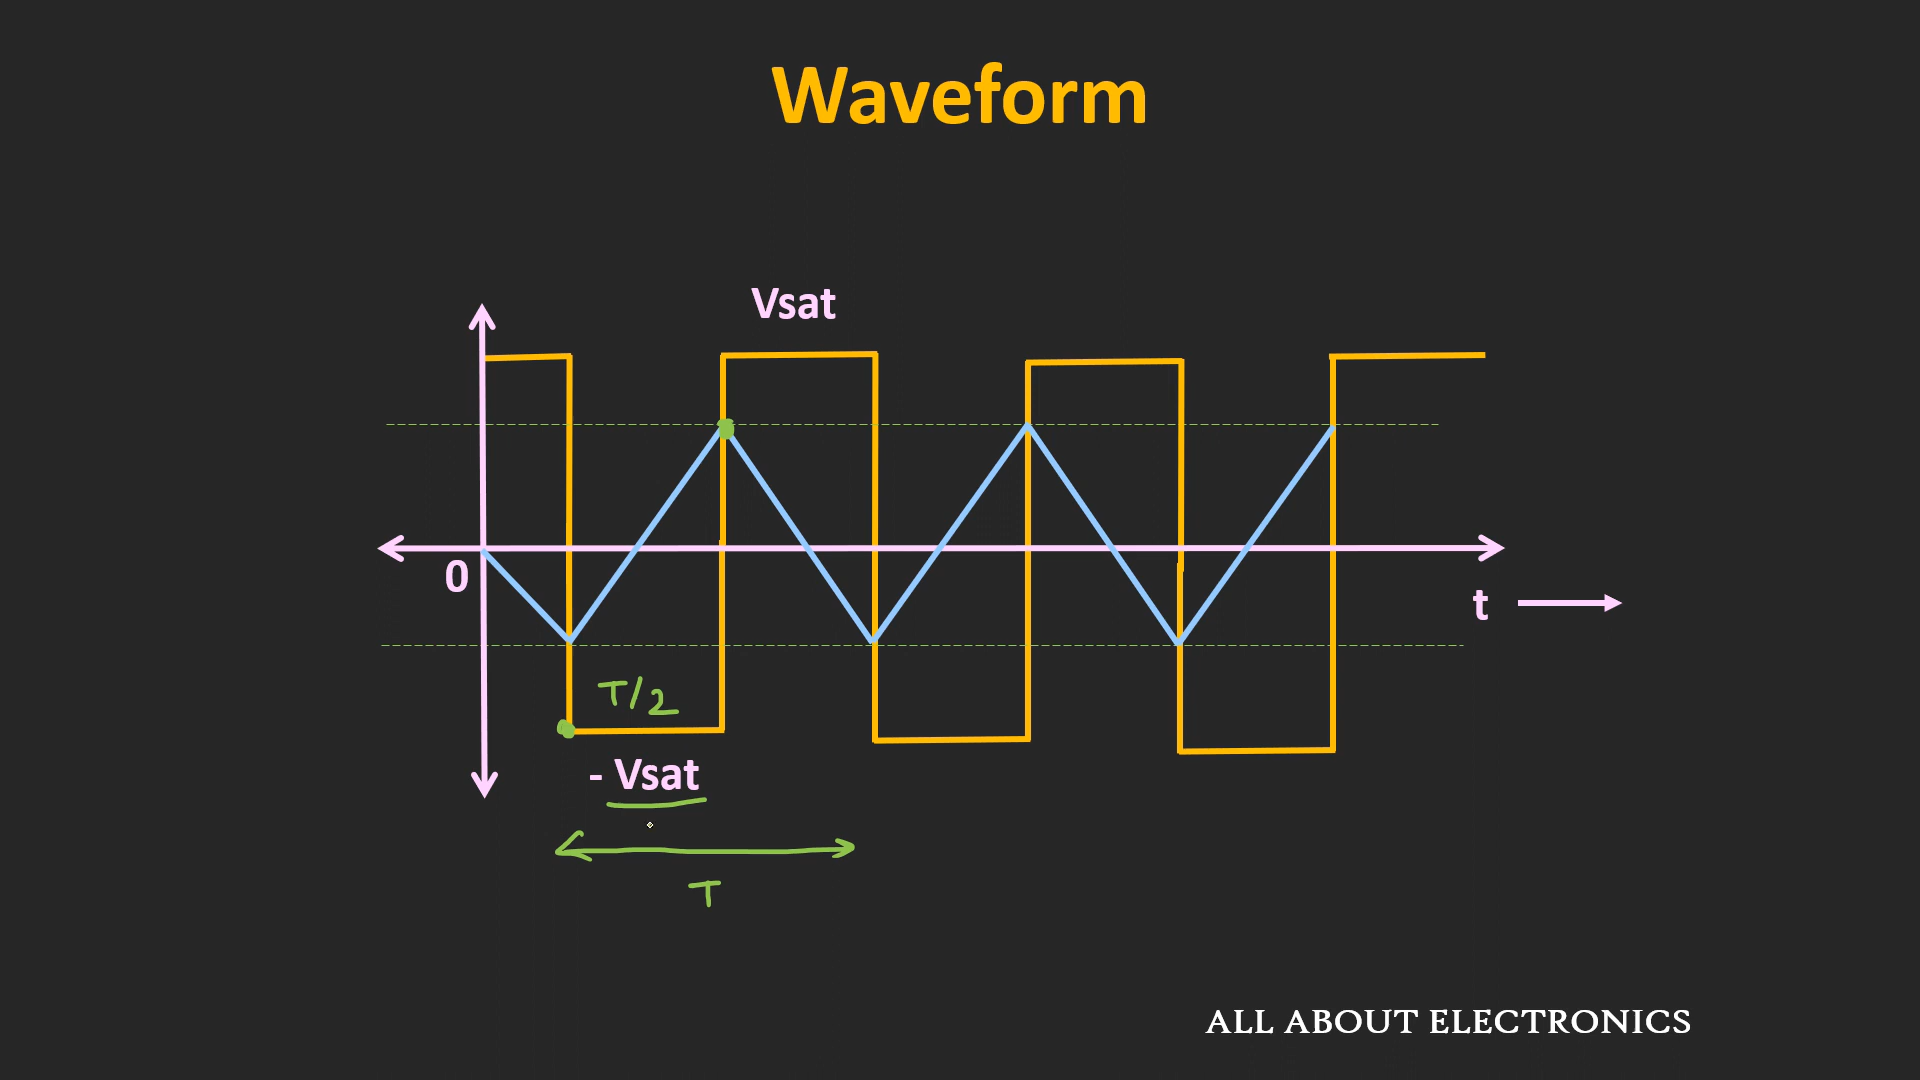 Waveform
Vsat
0
t
T/2
- Vsat
T
ALL ABOUT ELECTRONICS